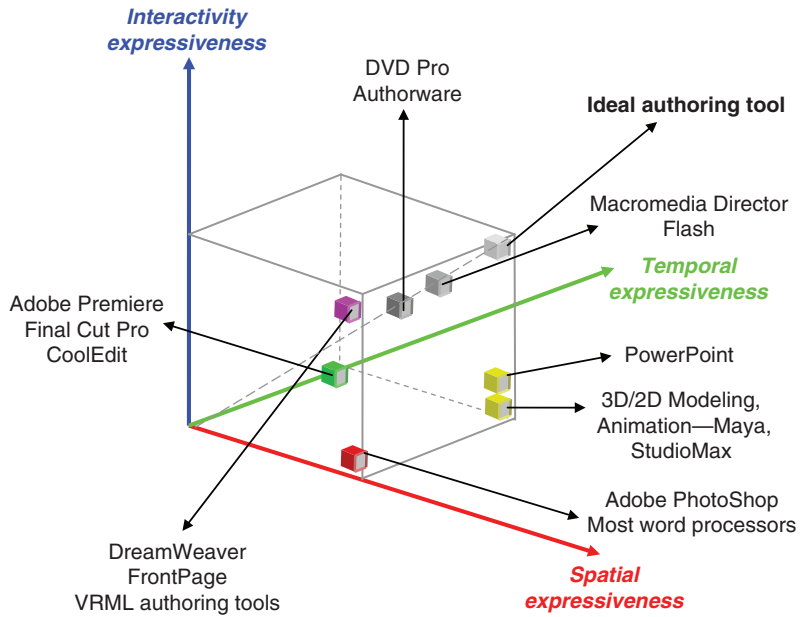 Interactivity
expressiveness
DVD Pro
Authorware
Ideal authoring tool
Macromedia Director
Flash
Temporal
expressiveness
Adobe Premiere
Final Cut Pro
CoolEdit
PowerPoint
3D/2D Modeling,
Animation—Maya,
StudioMax
Adobe PhotoShop
Most word processors
DreamWeaver
FrontPage
VRML authoring tools
Spatial
expressiveness